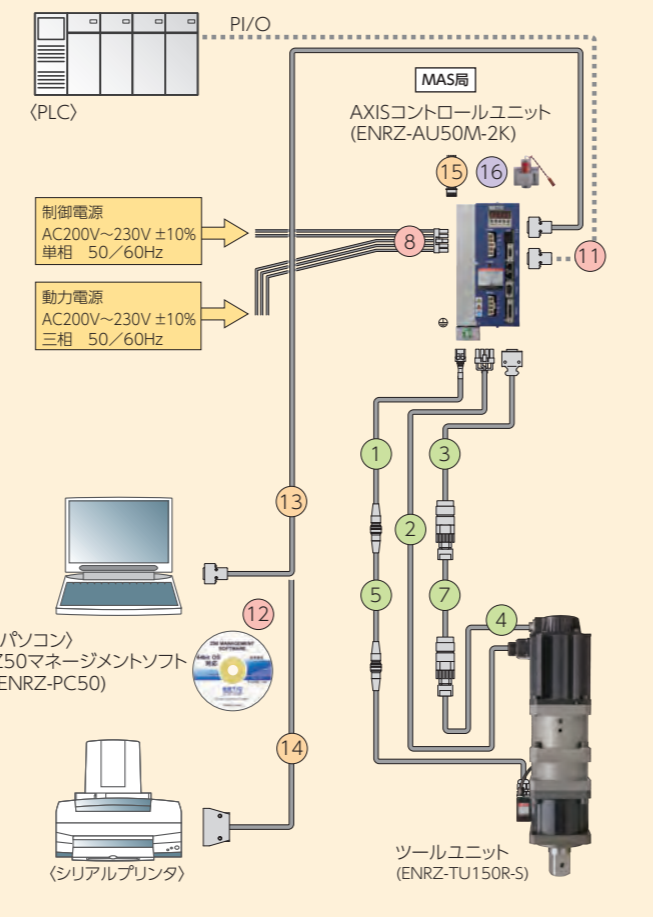 PI/O
〈PLC〉
MAS局
AXISコントロールユニット
(ENRZ-AU50M-2K)
15
16
制御電源
AC200V～230V ±10%
単相 50／60Hz
8
11
動力電源
AC200V～230V ±10%
三相 50／60Hz
1
3
13
2
5
7
4
12
パソコン〉
Z50マネージメントソフト
ENRZ-PC50)
14
〈シリアルプリンタ〉
ツールユニット
(ENRZ-TU150R-S)